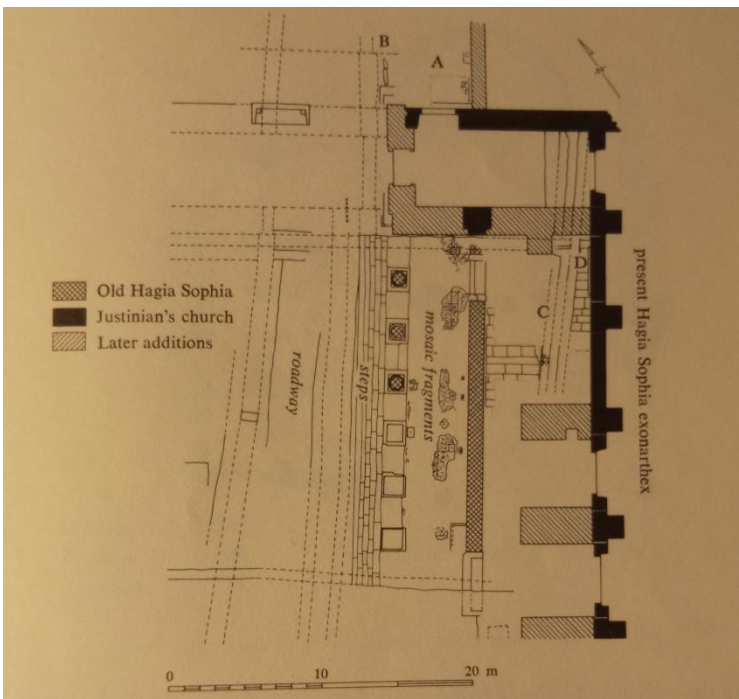 B
A
Old Hagia Sophia
Justinian's church
Later additions
roadway
steps
mosaic fragments
C
D
present Hagia Sophia exonarthex
0 10 20 m